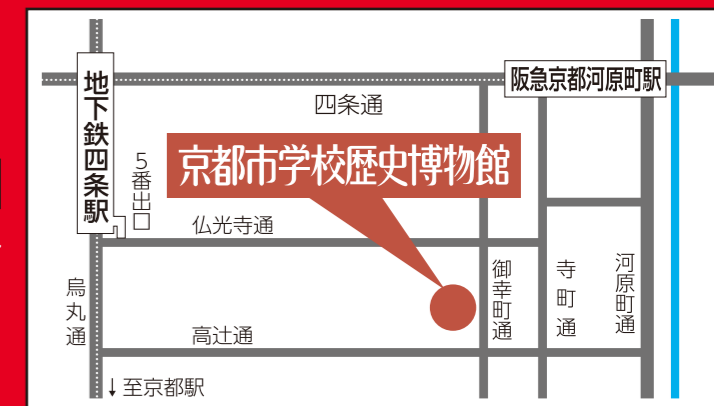 阪急京都河原町駅
地下鉄四条駅
四条通
京都市学校歴史博物館
5番出口
仏光寺通
御幸町通
寺町通
河原町通
烏丸通
高辻通
↓至京都駅